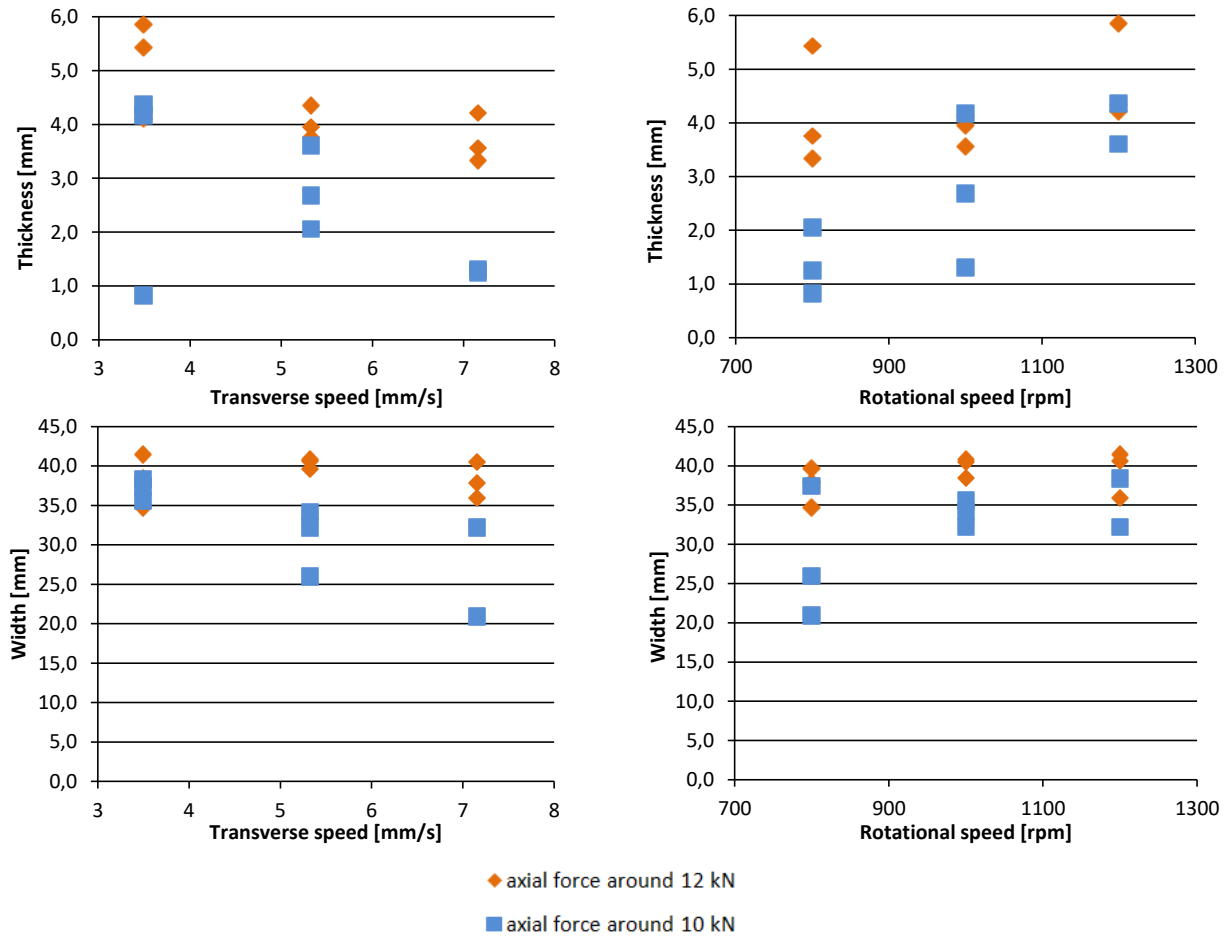 6,0
5,0
4,0
3,0
2,0
1,0
0,0
Thickness [mm]
3 4 5 6 7 8
Transverse speed [mm/s]
6,0
5,0
4,0
3,0
2,0
1,0
0,0
Thickness [mm]
700 900 1100 1300
Rotational speed [rpm]
45,0
40,0
35,0
30,0
25,0
20,0
15,0
10,0
5,0
0,0
Width [mm]
3 4 5 6 7 8
Transverse speed [mm/s]
45,0
40,0
35,0
30,0
25,0
20,0
15,0
10,0
5,0
0,0
Width [mm]
700 900 1100 1300
Rotational speed [rpm]
axial force around 12 kN
axial force around 10 kN